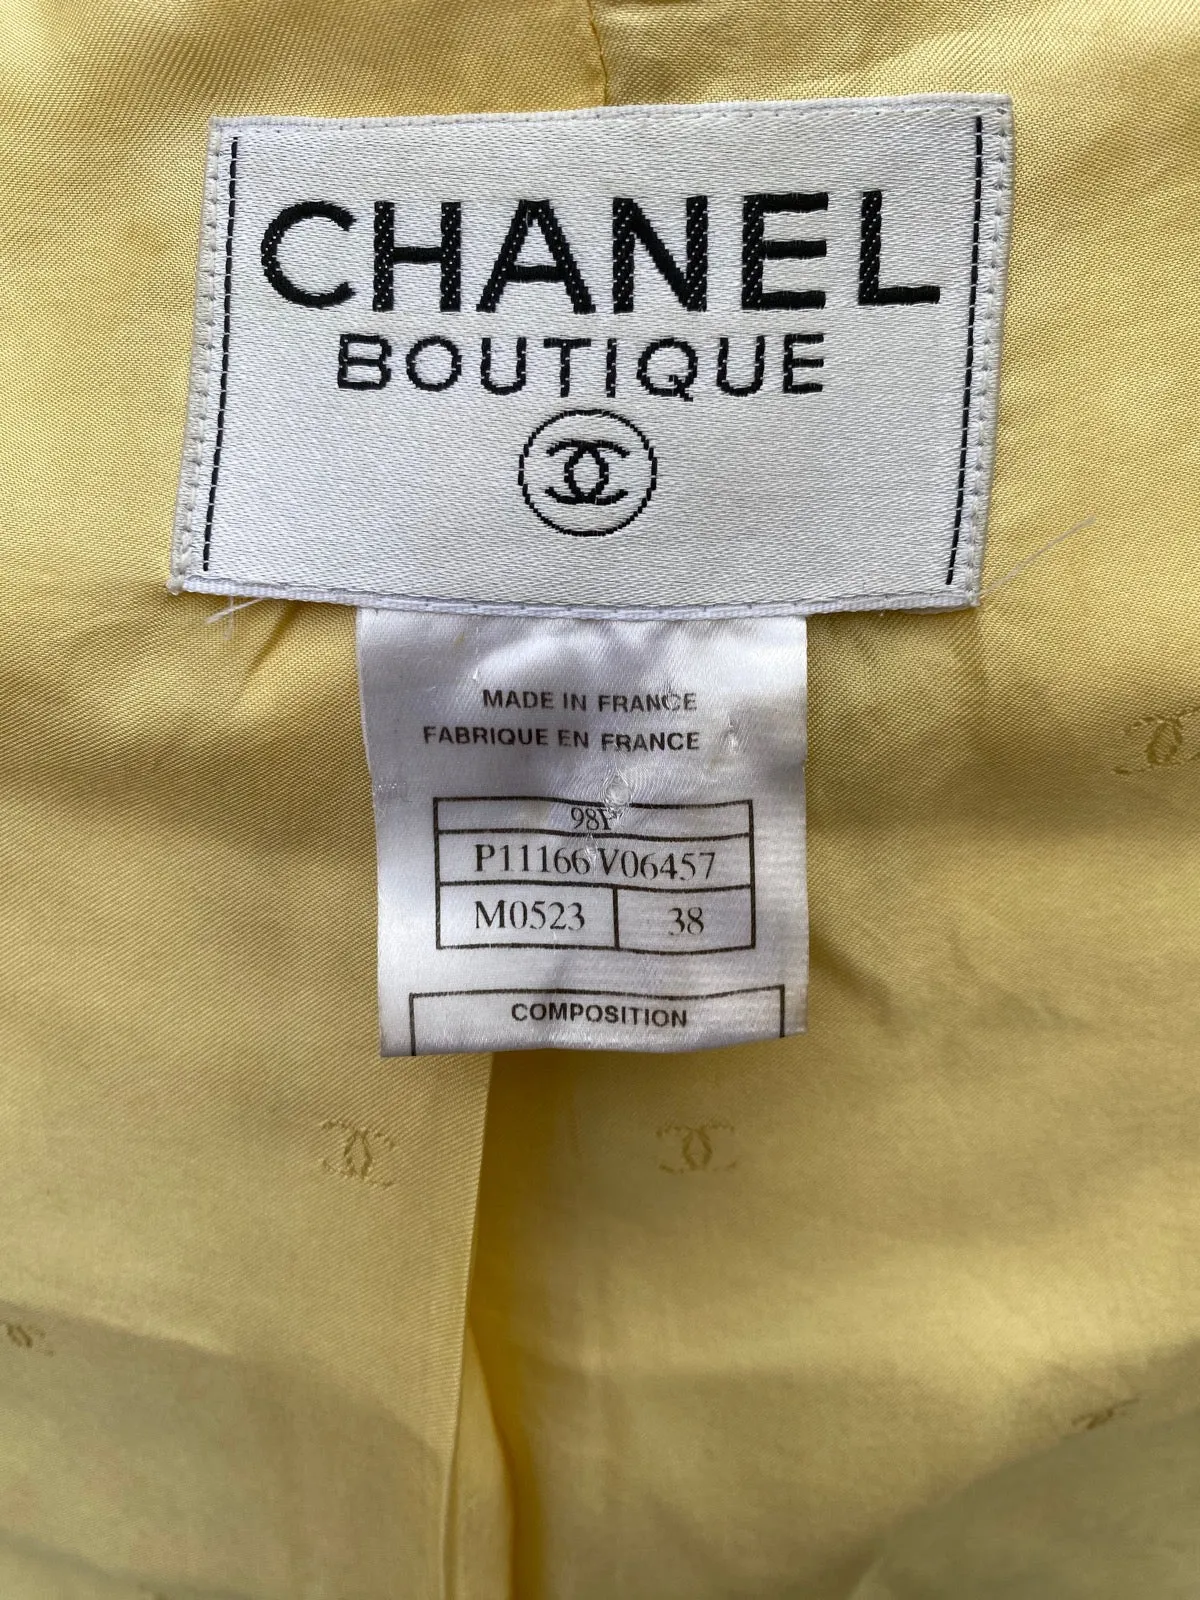 CHANEL
BOUTIQUE
MADE IN FRANCE
FABRIQUE EN FRANCE
98P
P11166 V06457
M0523 38
COMPOSITION